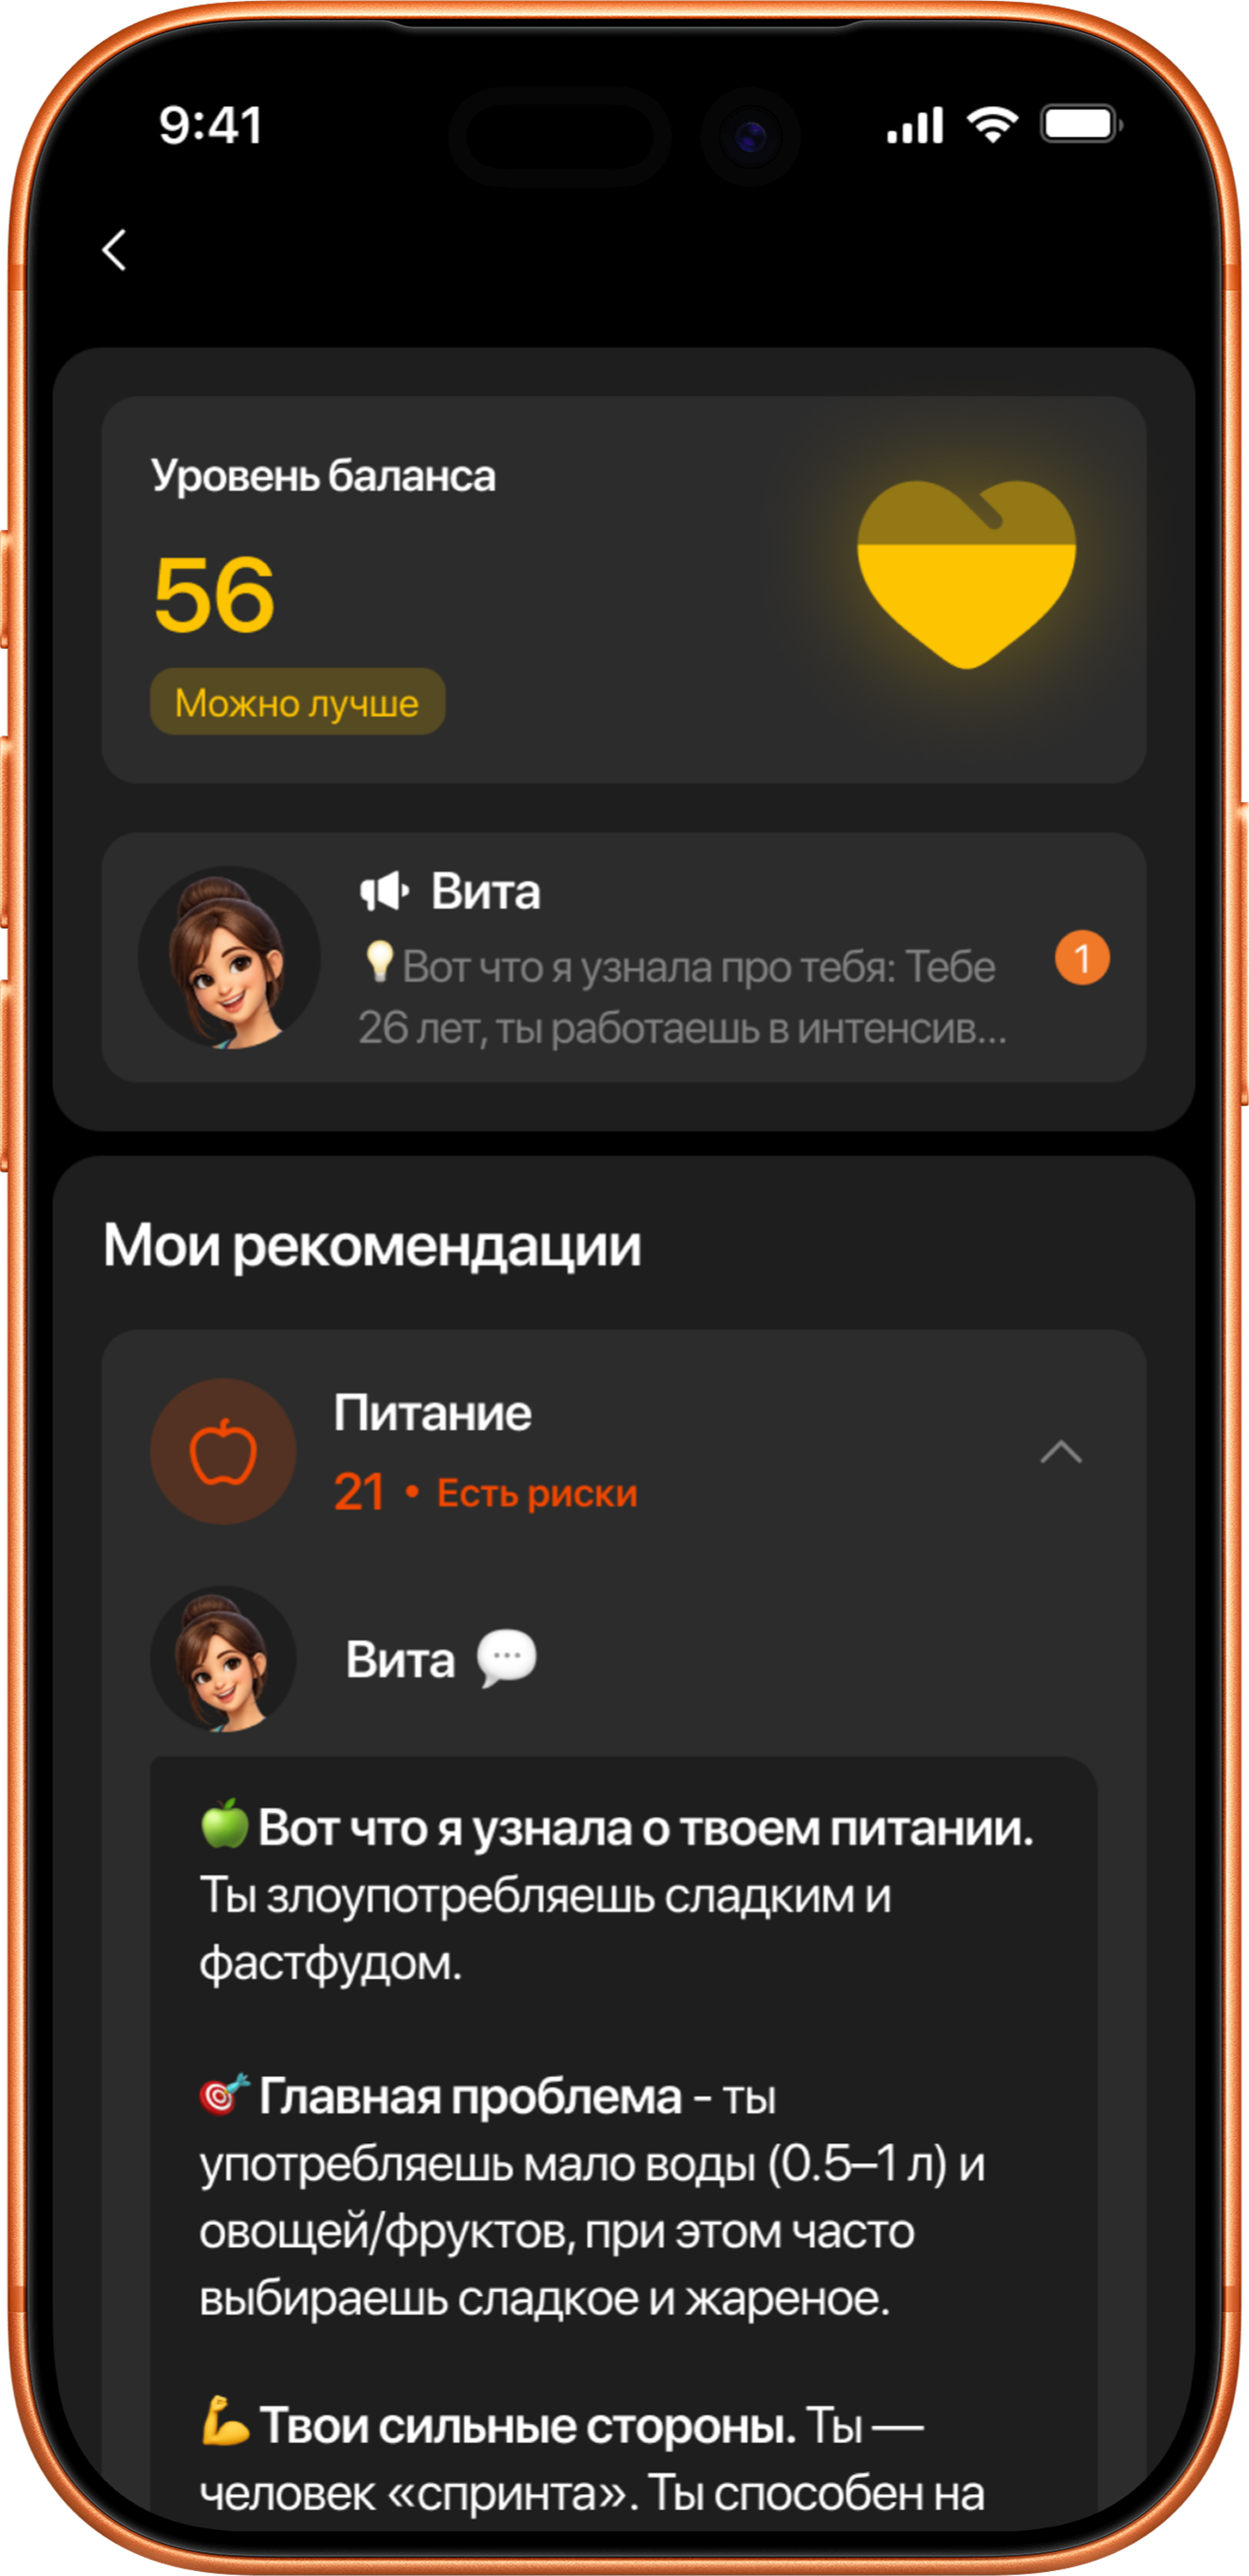 9:41
Уровень баланса
56
Можно лучше
Вита
💡Вот что я узнала про тебя: Тебе
26 лет, ты работаешь в интенсив...
1
Мои рекомендации
Питание
21 • Есть риски
Вита 💬
🍏Вот что я узнала о твоем питании.
Ты злоупотребляешь сладким и
фастфудом.
🎯Главная проблема - ты
употребляешь мало воды (0.5–1 л) и
овощей/фруктов, при этом часто
выбираешь сладкое и жареное.
💪Твои сильные стороны. Ты —
человек «спринта». Ты способен на